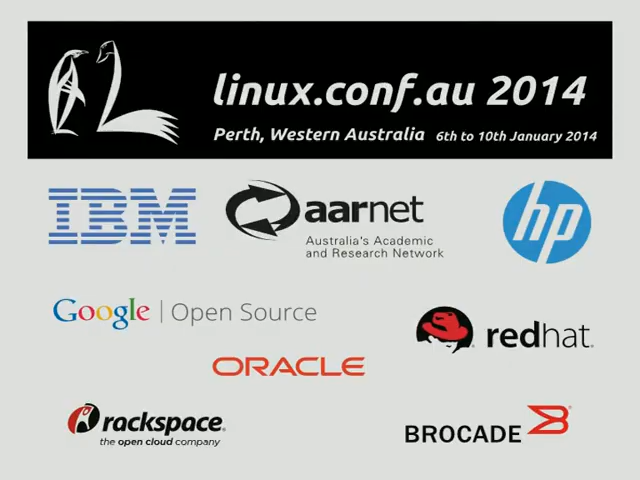 linux.conf.au 2014
Perth, Western Australia 6th to 10th January 2014
IBM
aarnet
Australia's Academic
and Research Network
hp
Google | Open Source
redhat.
ORACLE
rackspace®
the open cloud company
BROCADE